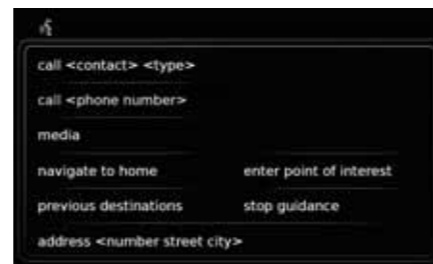 call <contact> <type>
call <phone number>
media
navigate to home enter point of interest
previous destinations stop guidance
address <number street city>